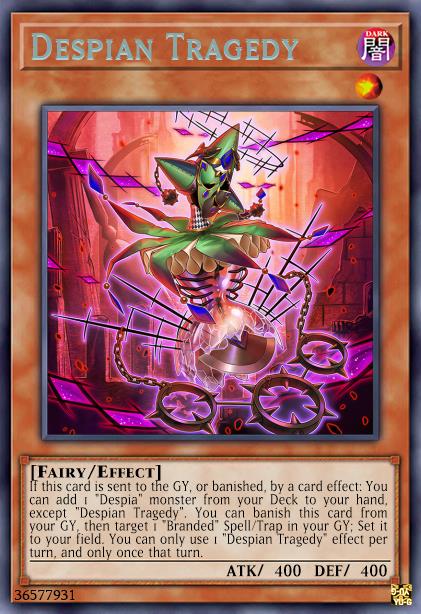 DESPIAN TRAGEDY
DARK
闇
[FAIRY/EFFECT]
If this card is sent to the GY, or banished, by a card effect: You
can add 1 "Despia" monster from your Deck to your hand,
except "Despian Tragedy". You can banish this card
from your GY, then target 1 "Branded" Spell/Trap in your GY; Set it
to your field. You can only use 1 "Despian Tragedy" effect per
turn, and only once that turn.
ATK/ 400 DEF/ 400
36577931